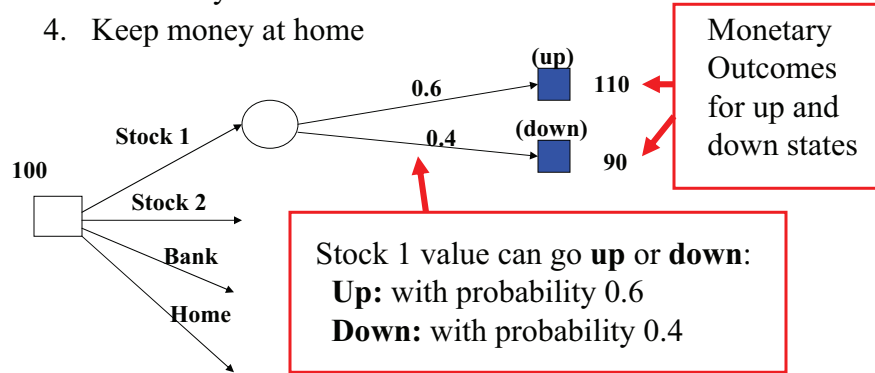 4. Keep money at home
(up)
0.6
110
Stock 1
(down)
0.4
90
100
Stock 2
Bank
Home
Monetary
Outcomes
for up and
down states
Stock 1 value can go up or down:
Up: with probability 0.6
Down: with probability 0.4